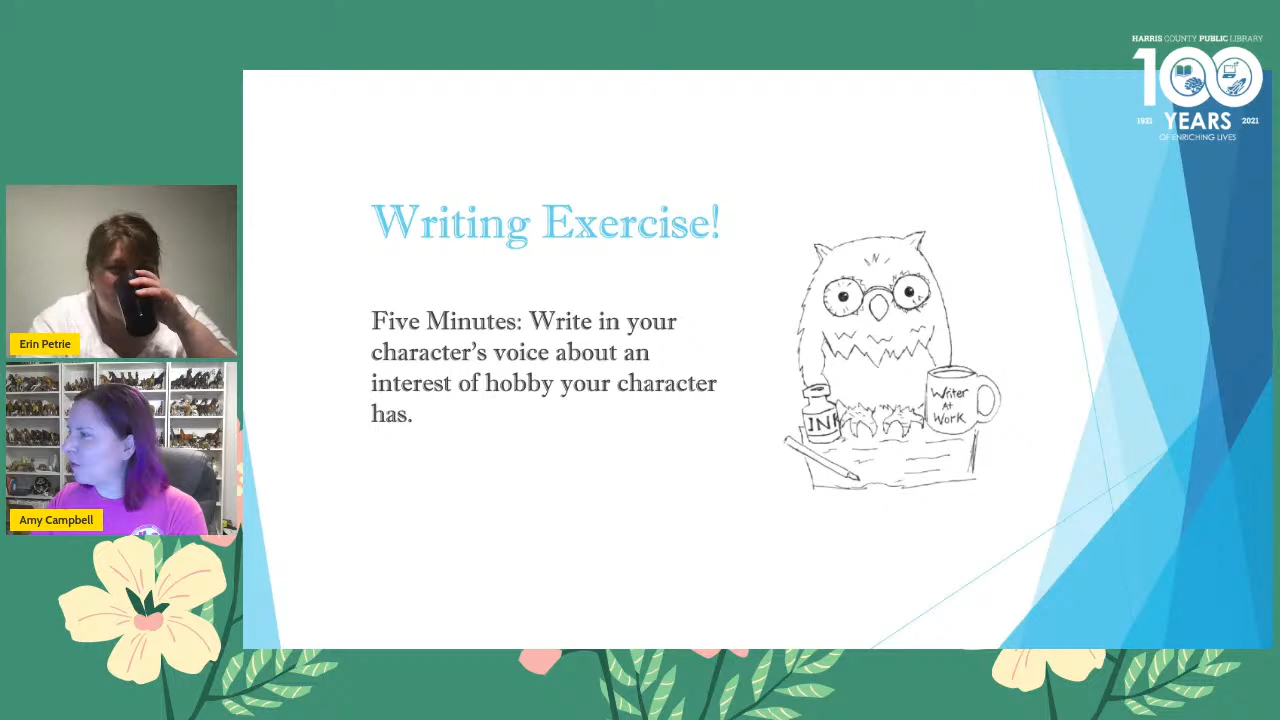 HARRIS COUNTY PUBLIC LIBRARY
100
1921 YEARS 2021
OF ENRICHING LIVES
Writing Exercise!
Five Minutes: Write in your
character's voice about an
interest of hobby your character
has.
Writer
At
Work
INK
Erin Petrie
Amy Campbell